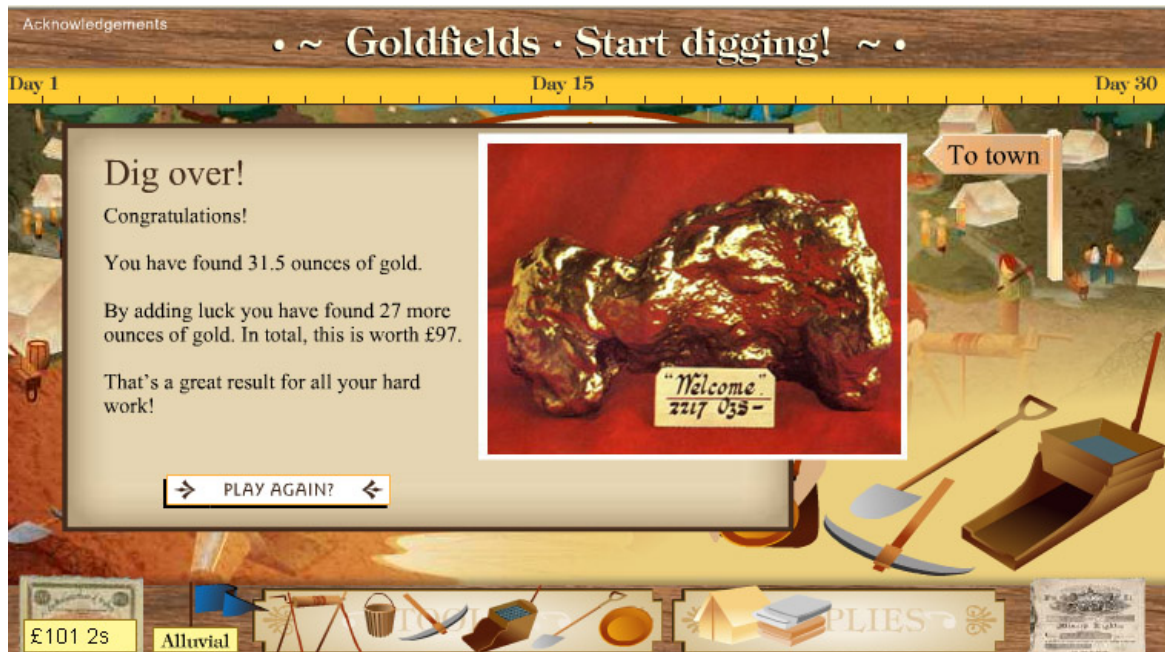 Acknowledgements
• ~ Goldfields · Start digging! ~ •
Day 1 Day 15 Day 30
To town
Dig over!
Congratulations!
You have found 31.5 ounces of gold.
By adding luck you have found 27 more
ounces of gold. In total, this is worth £97.
That's a great result for all your hard
work!
"Welcome"
2217 ozs -
PLAY AGAIN?
£101 2s
Alluvial